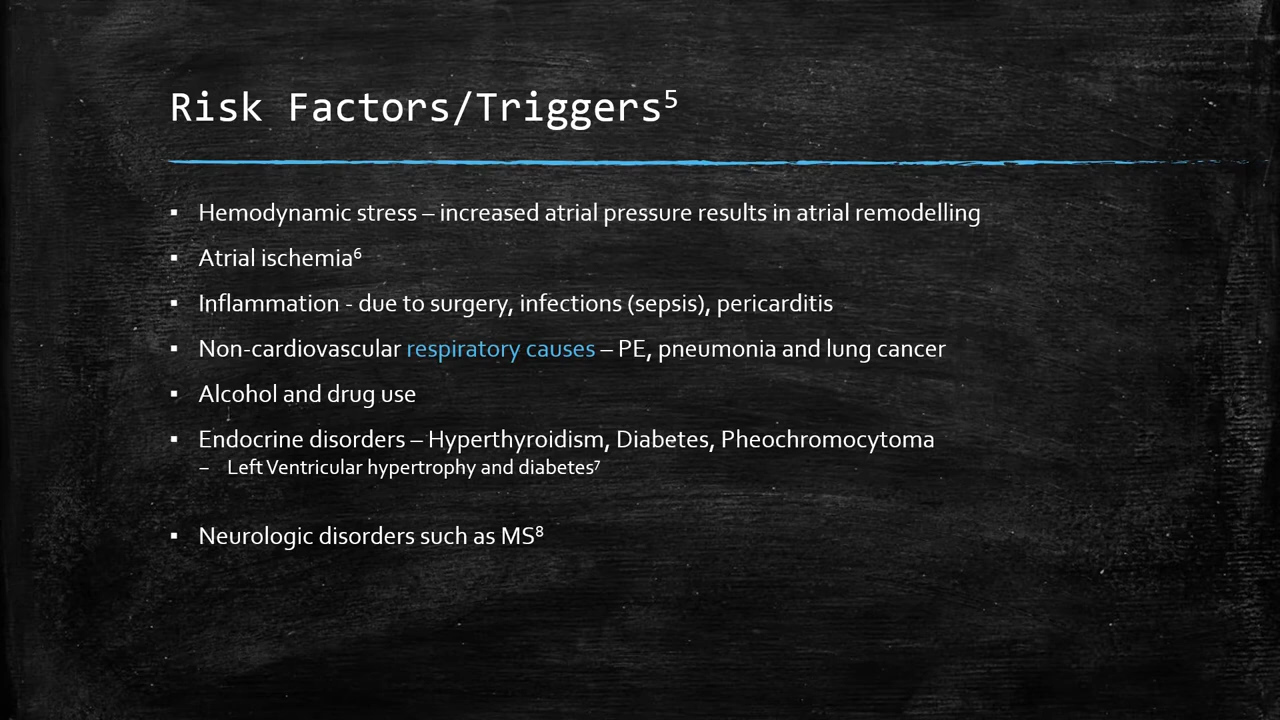 Risk Factors/Triggers⁵
▪ Hemodynamic stress – increased atrial pressure results in atrial remodelling
▪ Atrial ischemia⁶
▪ Inflammation - due to surgery, infections (sepsis), pericarditis
▪ Non-cardiovascular respiratory causes – PE, pneumonia and lung cancer
▪ Alcohol and drug use
▪ Endocrine disorders – Hyperthyroidism, Diabetes, Pheochromocytoma
– Left Ventricular hypertrophy and diabetes⁷
▪ Neurologic disorders such as MS⁸